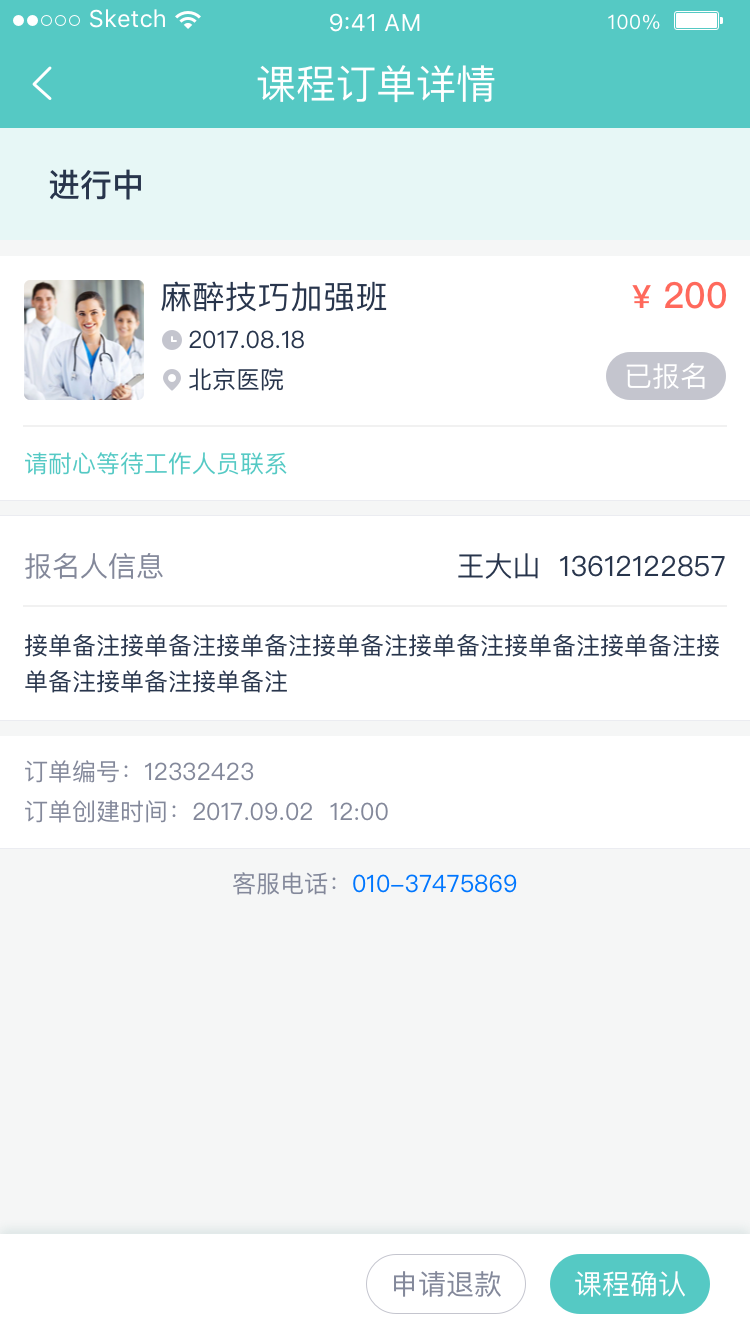 Sketch 9:41 AM 100%
课程订单详情
进行中
麻醉技巧加强班 ¥ 200
2017.08.18
北京医院 已报名
请耐心等待工作人员联系
报名人信息 王大山 13612122857
接单备注接单备注接单备注接单备注接单备注接单备注接单备注接
单备注接单备注接单备注
订单编号：12332423
订单创建时间：2017.09.02 12:00
客服电话：010-37475869
申请退款 课程确认